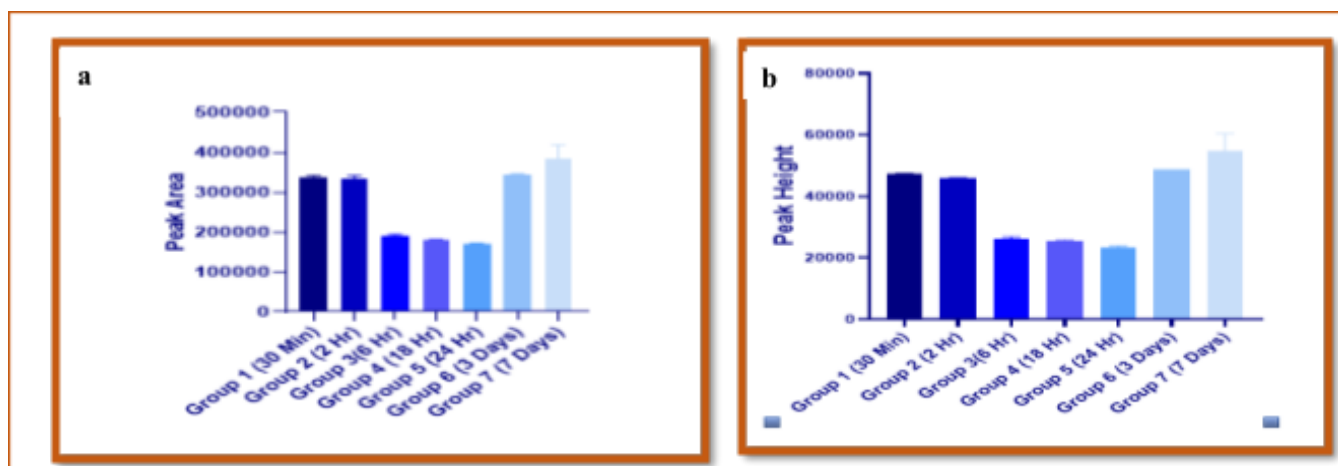 a
500000
400000
300000
200000
100000
0
Peak Area
Group 1 (30 Min)
Group 2 (2 Hr)
Group 3(6 Hr)
Group 4 (18 Hr)
Group 5 (24 Hr)
Group 6 (3 Days)
Group 7 (7 Days)
b
80000
60000
40000
20000
0
Peak Height
Group 1 (30 Min)
Group 2 (2 Hr)
Group 3(6 Hr)
Group 4 (18 Hr)
Group 5 (24 Hr)
Group 6 (3 Days)
Group 7 (7 Days)